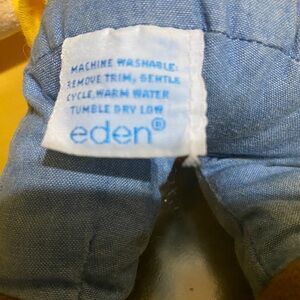 MACHINE WASHABLE:
REMOVE TRIM, GENTLE
CYCLE, WARM WATER
TUMBLE DRY LOW
eden®